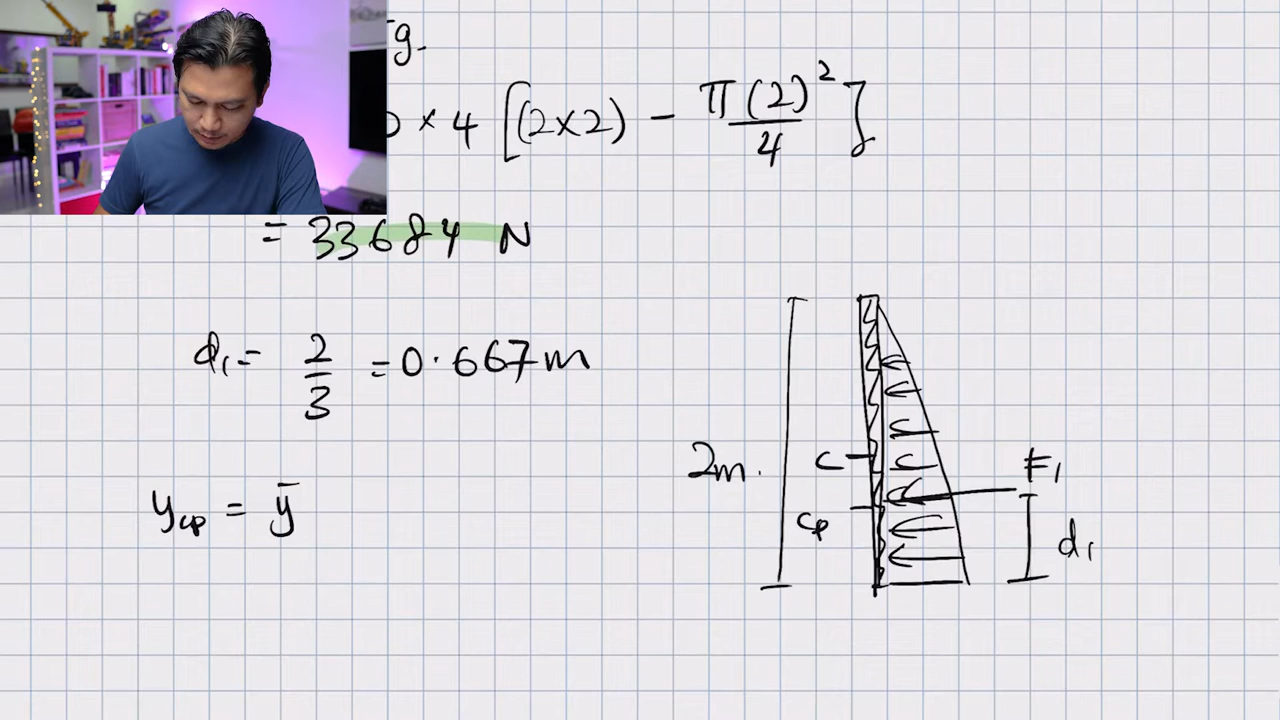 g.
× 4 [(2×2) - π(2)²/4]
= 33684 N
d₁ = 2/3 = 0.667m
y_cp = ȳ
2m.
C
Cp
F₁
d₁